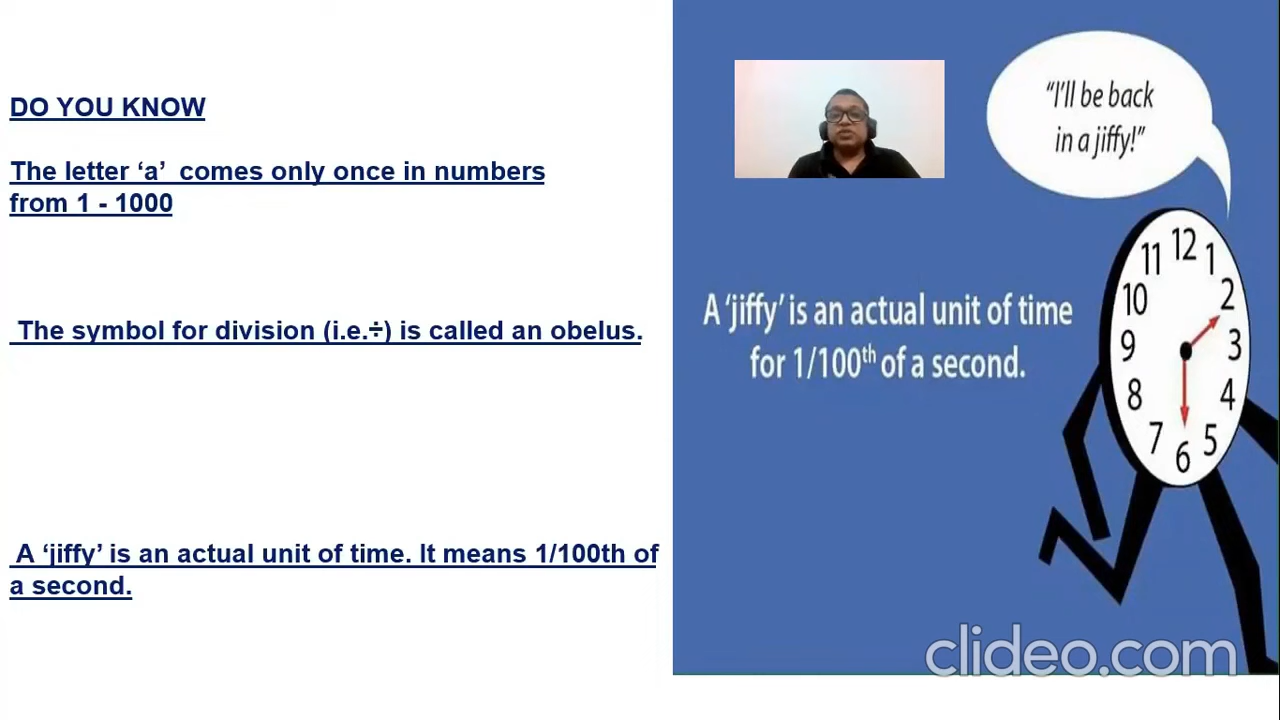 DO YOU KNOW
The letter ‘a’  comes only once in numbers
from 1 - 1000
The symbol for division (i.e.÷) is called an obelus.
A ‘jiffy’ is an actual unit of time. It means 1/100th of
a second.
“I’ll be back
in a jiffy!”
A ‘jiffy’ is an actual unit of time
for 1/100th of a second.
12
11
1
10
2
9
3
8
4
7
5
6
clideo.com